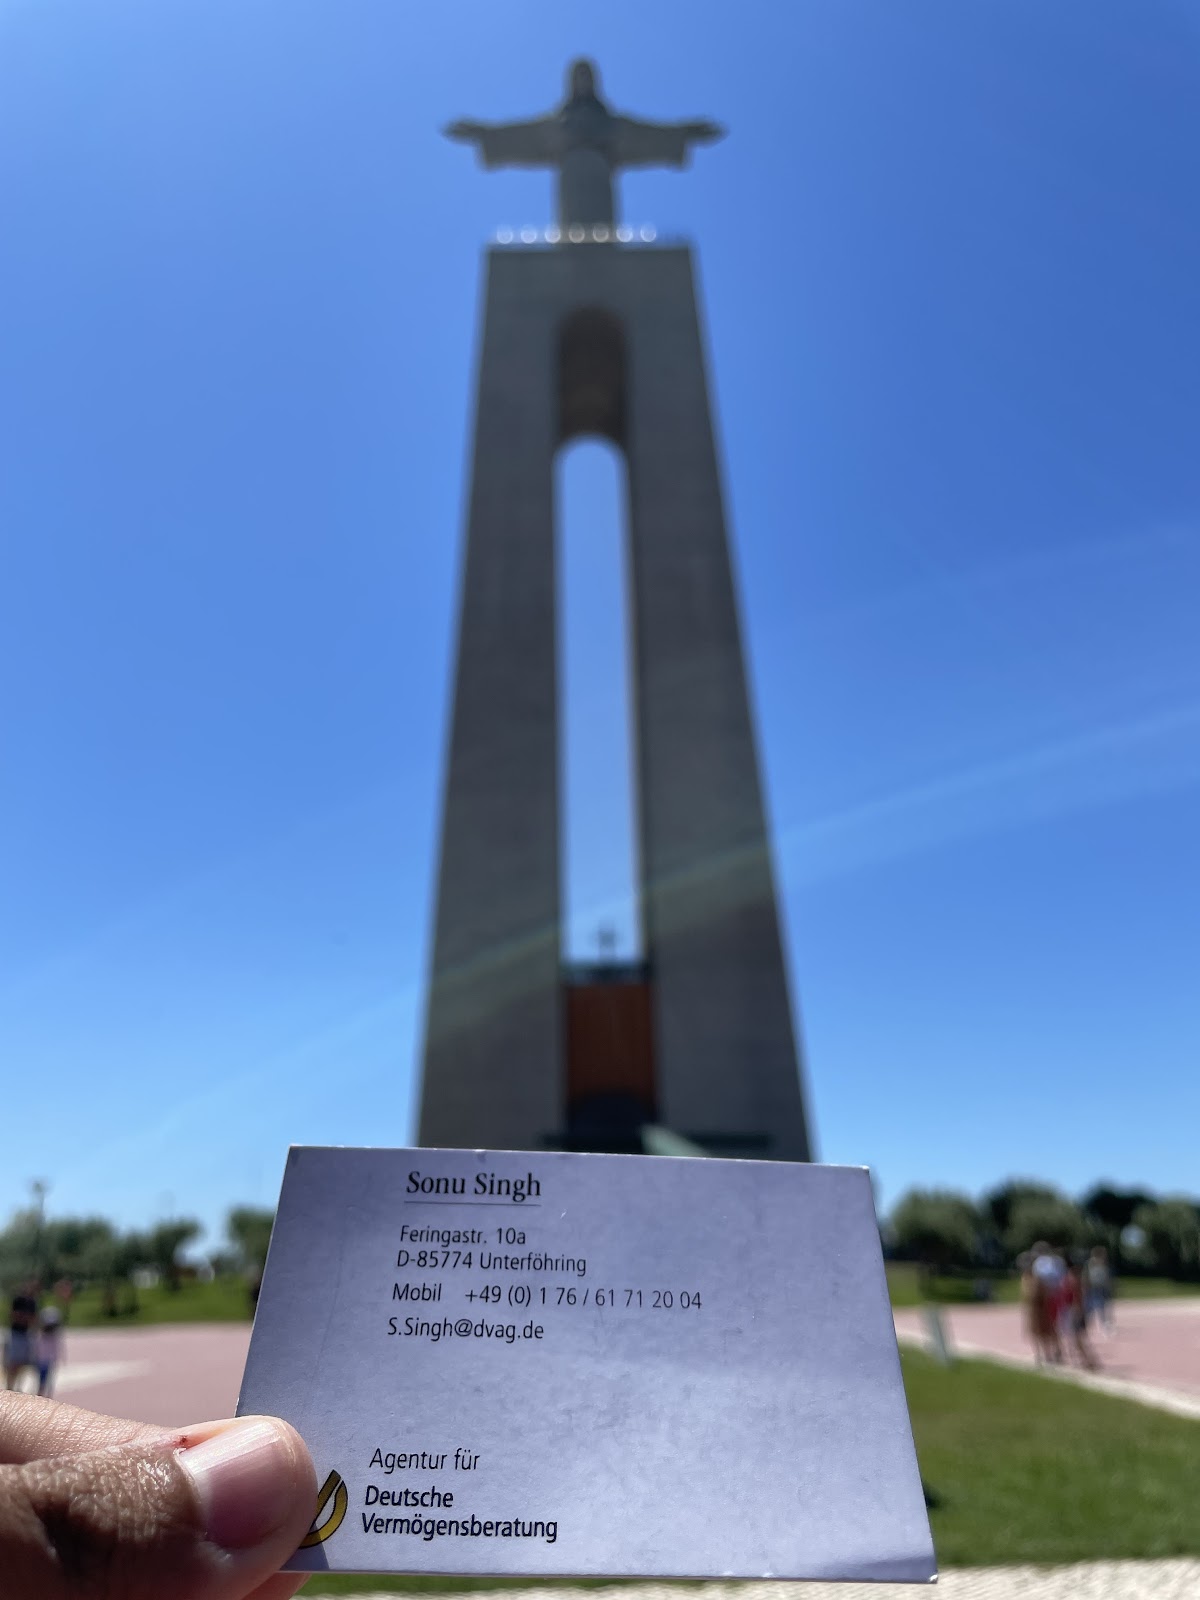 Sonu Singh
Feringastr. 10a
D-85774 Unterföhring
Mobil +49 (0) 1 76 / 61 71 20 04
S.Singh@dvag.de
Agentur für
Deutsche
Vermögensberatung